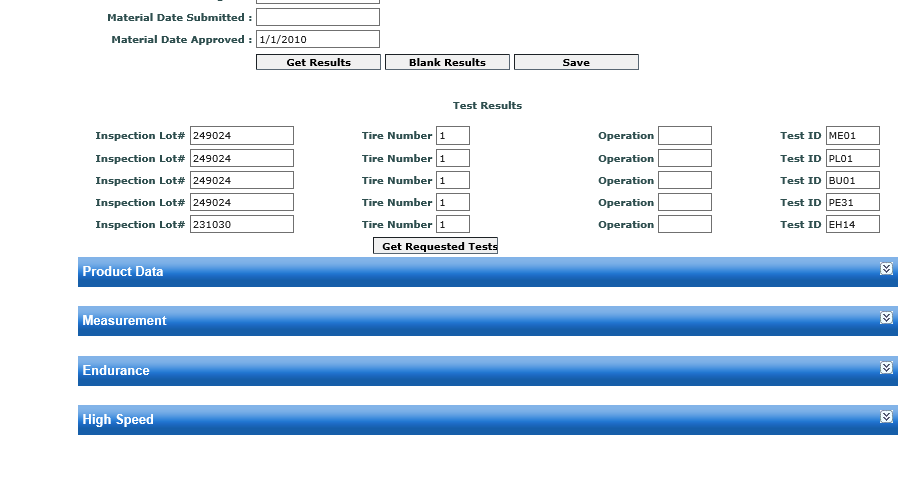 Material Date Submitted :
Material Date Approved : 1/1/2010
Get Results Blank Results Save
Test Results
Inspection Lot# 249024 Tire Number 1 Operation Test ID ME01
Inspection Lot# 249024 Tire Number 1 Operation Test ID PL01
Inspection Lot# 249024 Tire Number 1 Operation Test ID BU01
Inspection Lot# 249024 Tire Number 1 Operation Test ID PE31
Inspection Lot# 231030 Tire Number 1 Operation Test ID EH14
Get Requested Tests
Product Data
Measurement
Endurance
High Speed